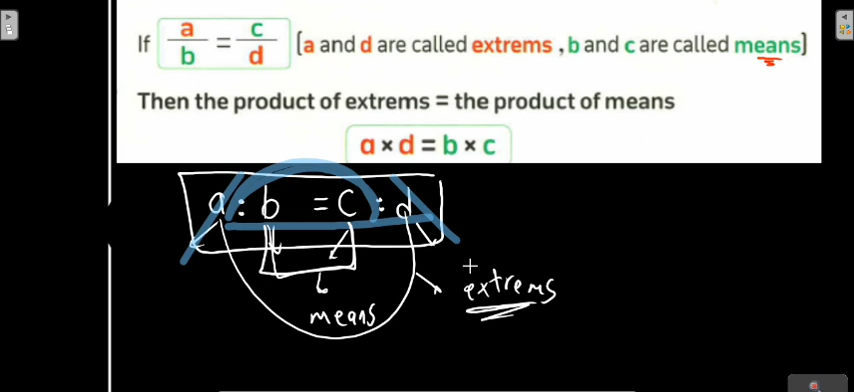 If a/b = c/d [a and d are called extrems , b and c are called means]
Then the product of extrems = the product of means
a × d = b × c
a : b = c : d
extrems
means